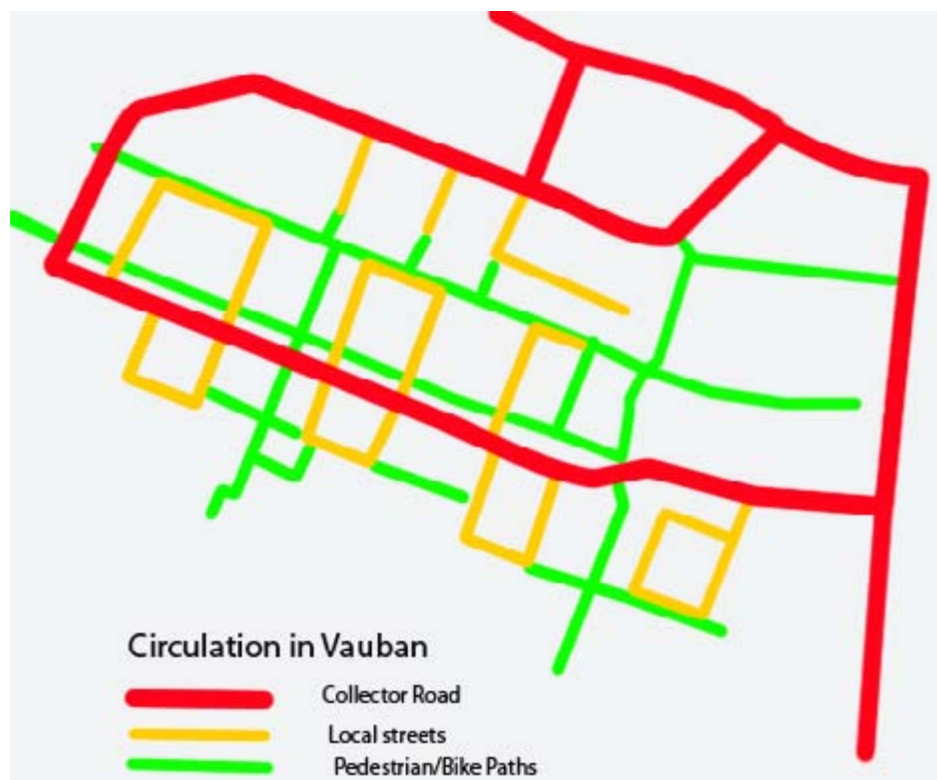 Circulation in Vauban
Collector Road
Local streets
Pedestrian/Bike Paths